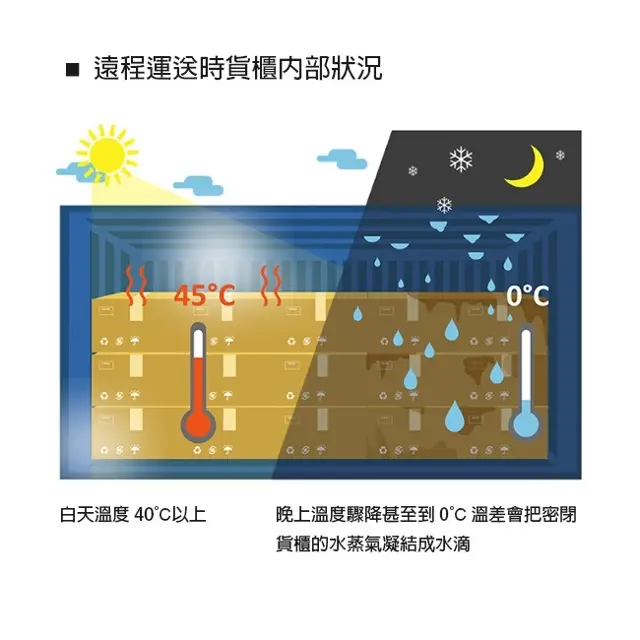 ■ 遠程運送時貨櫃內部狀況
45°C
0°C
白天溫度 40°C以上
晚上溫度驟降甚至到 0°C 溫差會把密閉
貨櫃的水蒸氣凝結成水滴